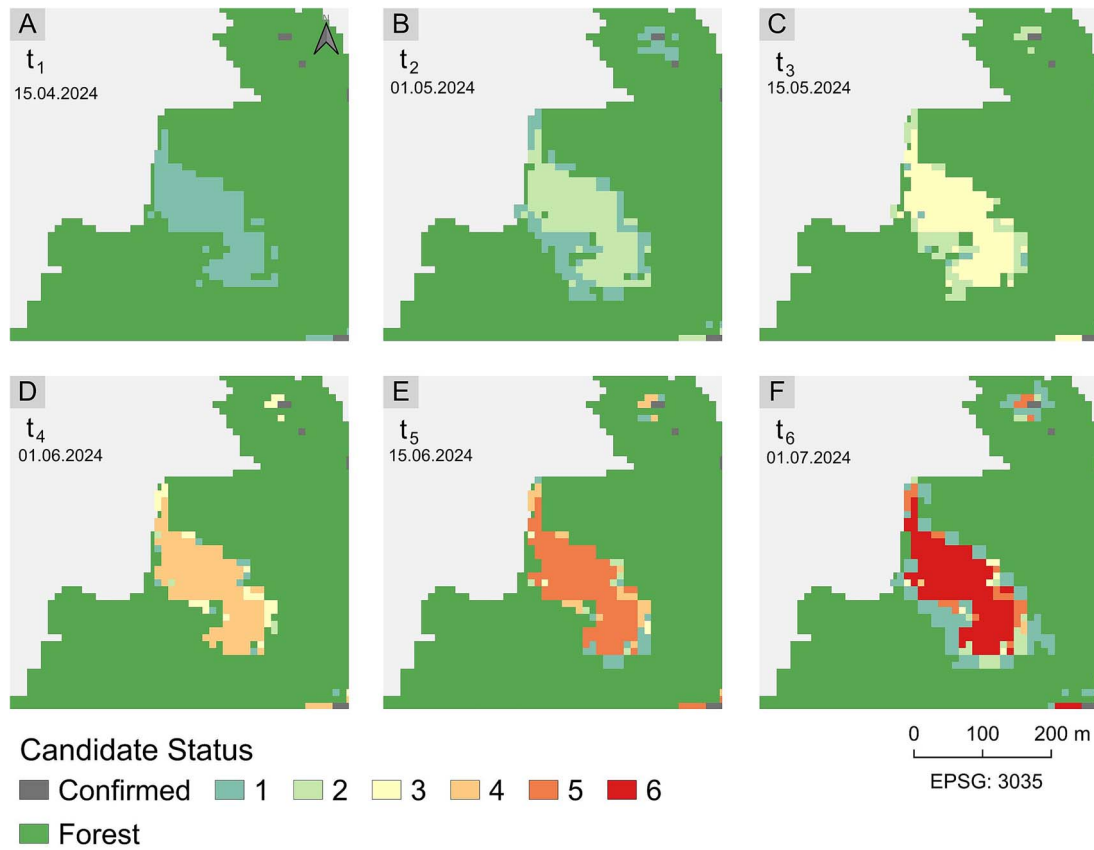 A
N
t1
15.04.2024
B
t2
01.05.2024
C
t3
15.05.2024
D
t4
01.06.2024
E
t5
15.06.2024
F
t6
01.07.2024
Candidate Status
Confirmed 1 2 3 4 5 6
Forest
0 100 200 m
EPSG: 3035